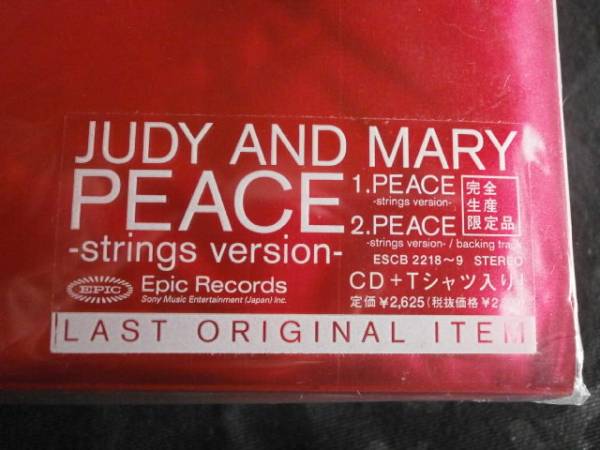 JUDY AND MARY
PEACE
-strings version-
1.PEACE
-strings version-
2.PEACE
-strings version- / backing track
完全
生産
限定品
ESCB 2218～9 STEREO
CD+Tシャツ入り!
定価￥2,625(税抜価格￥2,
EPIC
Epic Records
Sony Music Entertainment (Japan) Inc.
LAST ORIGINAL ITEM